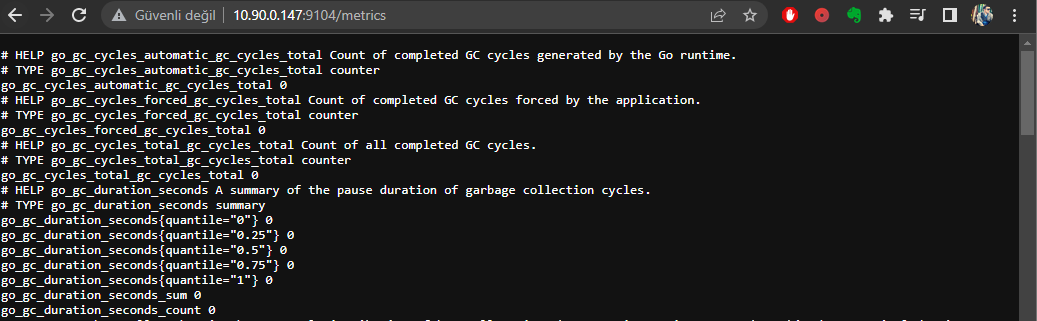 Güvenli değil 10.90.0.147:9104/metrics
# HELP go_gc_cycles_automatic_gc_cycles_total Count of completed GC cycles generated by the Go runtime.
# TYPE go_gc_cycles_automatic_gc_cycles_total counter
go_gc_cycles_automatic_gc_cycles_total 0
# HELP go_gc_cycles_forced_gc_cycles_total Count of completed GC cycles forced by the application.
# TYPE go_gc_cycles_forced_gc_cycles_total counter
go_gc_cycles_forced_gc_cycles_total 0
# HELP go_gc_cycles_total_gc_cycles_total Count of all completed GC cycles.
# TYPE go_gc_cycles_total_gc_cycles_total counter
go_gc_cycles_total_gc_cycles_total 0
# HELP go_gc_duration_seconds A summary of the pause duration of garbage collection cycles.
# TYPE go_gc_duration_seconds summary
go_gc_duration_seconds{quantile="0"} 0
go_gc_duration_seconds{quantile="0.25"} 0
go_gc_duration_seconds{quantile="0.5"} 0
go_gc_duration_seconds{quantile="0.75"} 0
go_gc_duration_seconds{quantile="1"} 0
go_gc_duration_seconds_sum 0
go_gc_duration_seconds_count 0